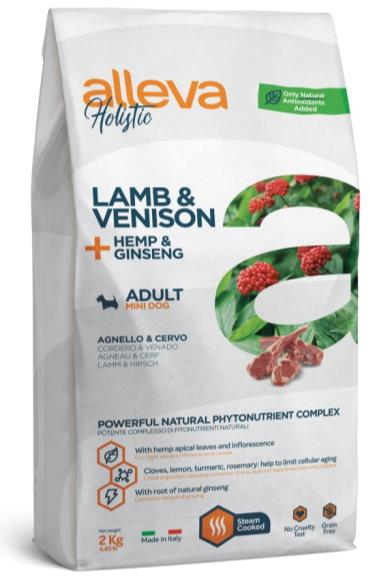 alleva
Holistic
Only Natural
Antioxidants
Added
LAMB &
VENISON
+ HEMP &
GINSENG
ADULT
MINI DOG
AGNELLO & CERVO
CORDERO & VENADO
AGNEAU & CERF
LAMM & HIRSCH
POWERFUL NATURAL PHYTONUTRIENT COMPLEX
POTENTE COMPLESSO DI FITONUTRIENTI NATURALI
With hemp apical leaves and inflorescence
Cloves, lemon, turmeric, rosemary: help to limit cellular aging
With root of natural ginseng
Net weight
2 Kg
4,40 lb
Made in Italy
Steam
Cooked
No Cruelty
Test
Grain
Free